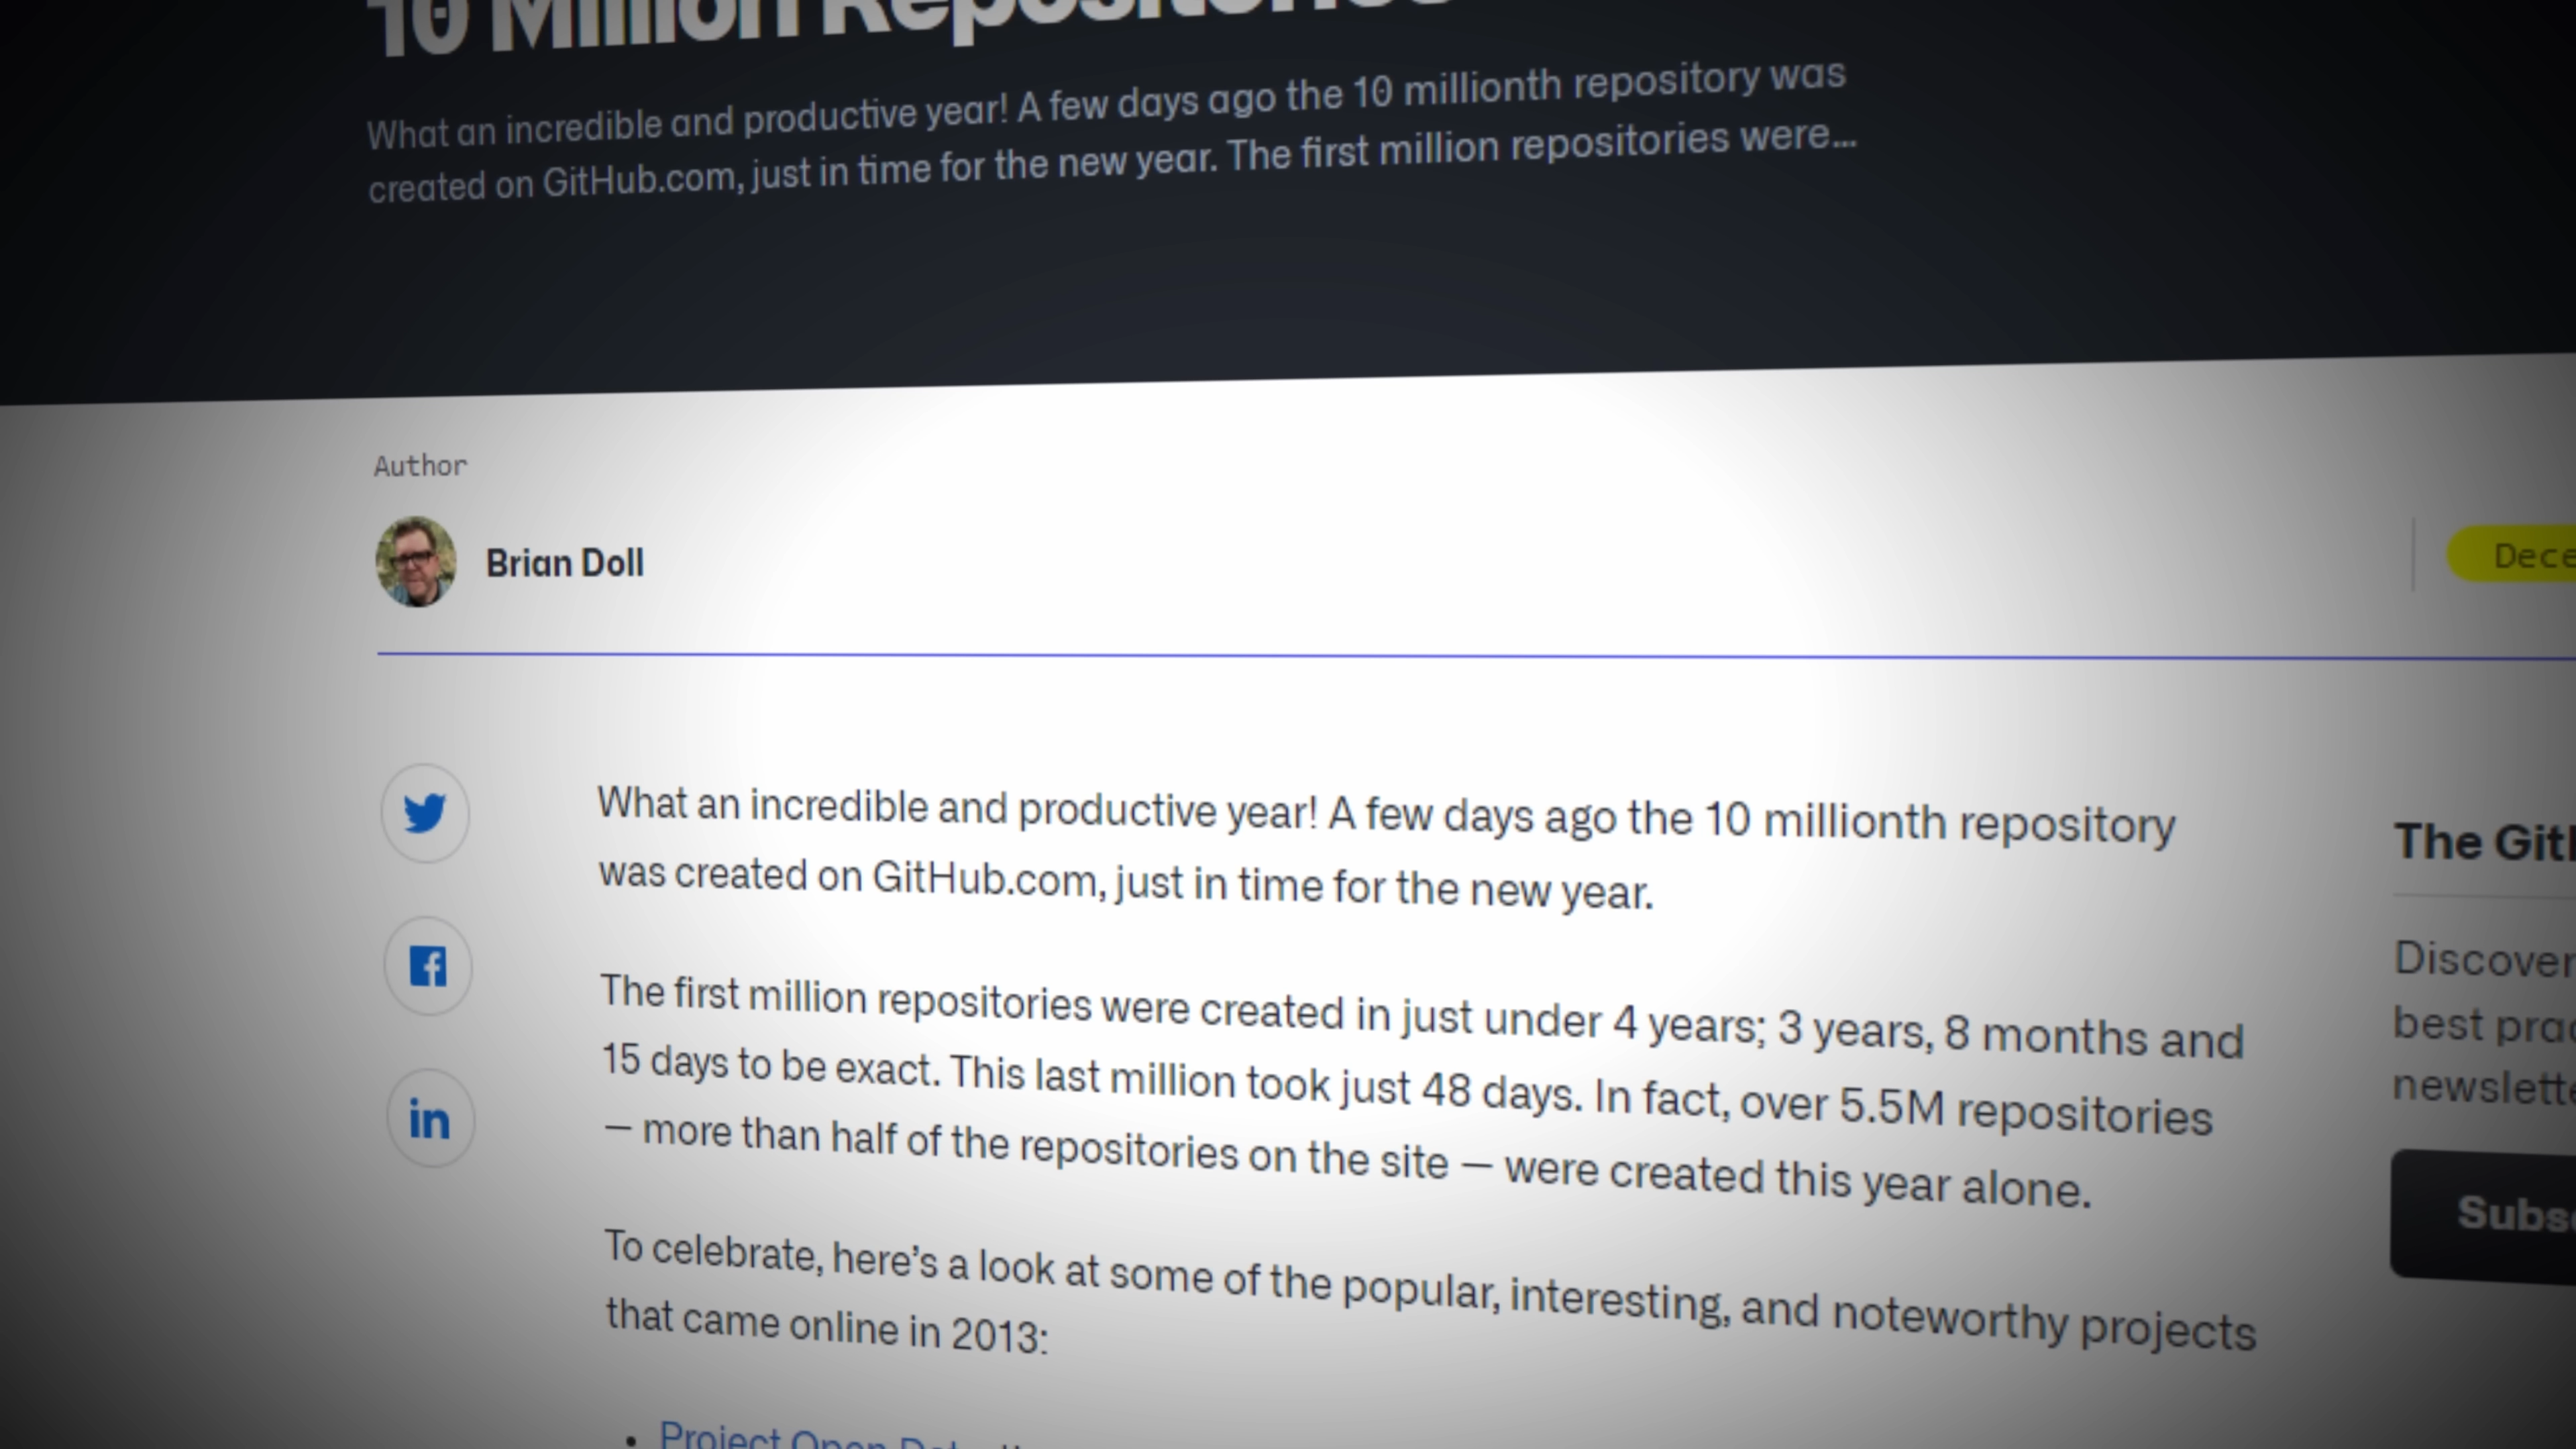 10 Million Repositories
What an incredible and productive year! A few days ago the 10 millionth repository was
created on GitHub.com, just in time for the new year. The first million repositories were...
Author
Brian Doll
What an incredible and productive year! A few days ago the 10 millionth repository
was created on GitHub.com, just in time for the new year.
The first million repositories were created in just under 4 years; 3 years, 8 months and
15 days to be exact. This last million took just 48 days. In fact, over 5.5M repositories
— more than half of the repositories on the site — were created this year alone.
To celebrate, here's a look at some of the popular, interesting, and noteworthy projects
that came online in 2013:
• Project Open
in
Dece
The Git
Discover
best prac
newslette
Subs